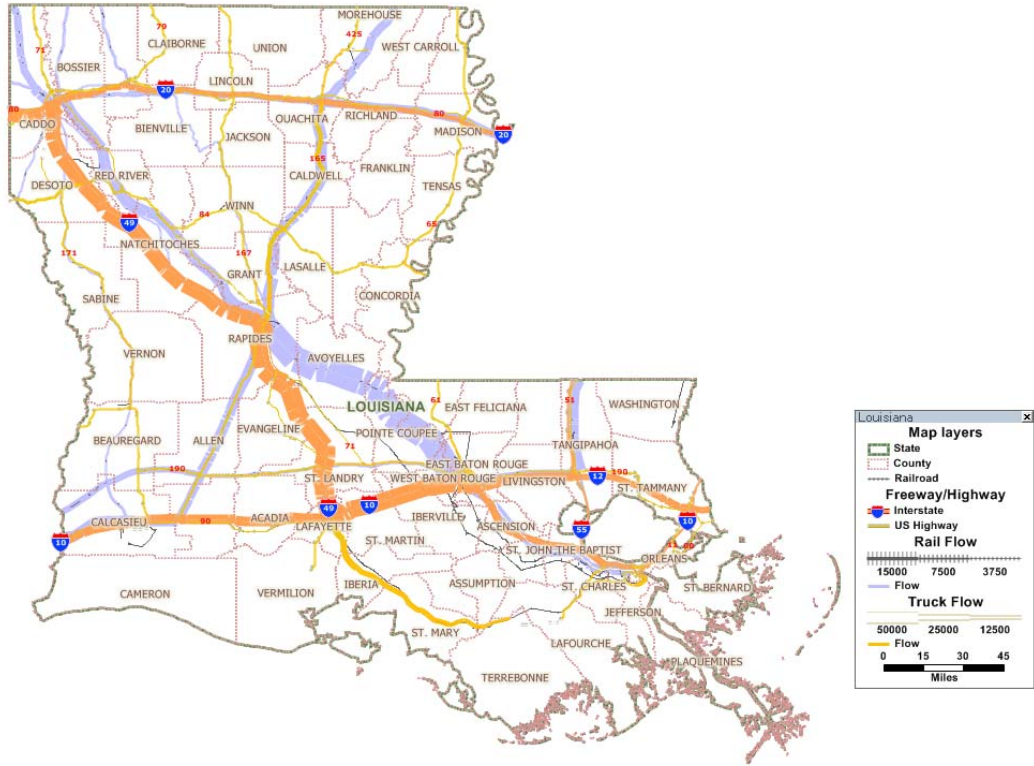 MOREHOUSE
79
425
CLAIBORNE
UNION
WEST CARROLL
71
BOSSIER
LINCOLN
20
80
CADDO
OUACHITA
RICHLAND
80
BIENVILLE
JACKSON
MADISON
20
165
FRANKLIN
RED RIVER
CALDWELL
DESOTO
TENSAS
WINN
84
49
65
NATCHITOCHES
171
167
LASALLE
GRANT
SABINE
CONCORDIA
RAPIDES
VERNON
AVOYELLES
LOUISIANA
61
EAST FELICIANA
51
WASHINGTON
EVANGELINE
POINTE COUPEE
BEAUREGARD
ALLEN
71
TANGIPAHOA
EAST BATON ROUGE
190
ST. LANDRY
WEST BATON ROUGE
LIVINGSTON
12
190
ST. TAMMANY
49
10
ACADIA
90
CALCASIEU
LAFAYETTE
IBERVILLE
ASCENSION
55
10
10
ST. MARTIN
ST. JOHN THE BAPTIST
11
90
ORLEANS
IBERIA
ASSUMPTION
ST. CHARLES
ST. BERNARD
CAMERON
VERMILION
JEFFERSON
ST. MARY
LAFOURCHE
PLAQUEMINES
TERREBONNE
Louisiana
X
Map layers
State
County
Railroad
Freeway/Highway
Interstate
US Highway
Rail Flow
15000 7500 3750
Flow
Truck Flow
50000 25000 12500
Flow
0 15 30 45
Miles